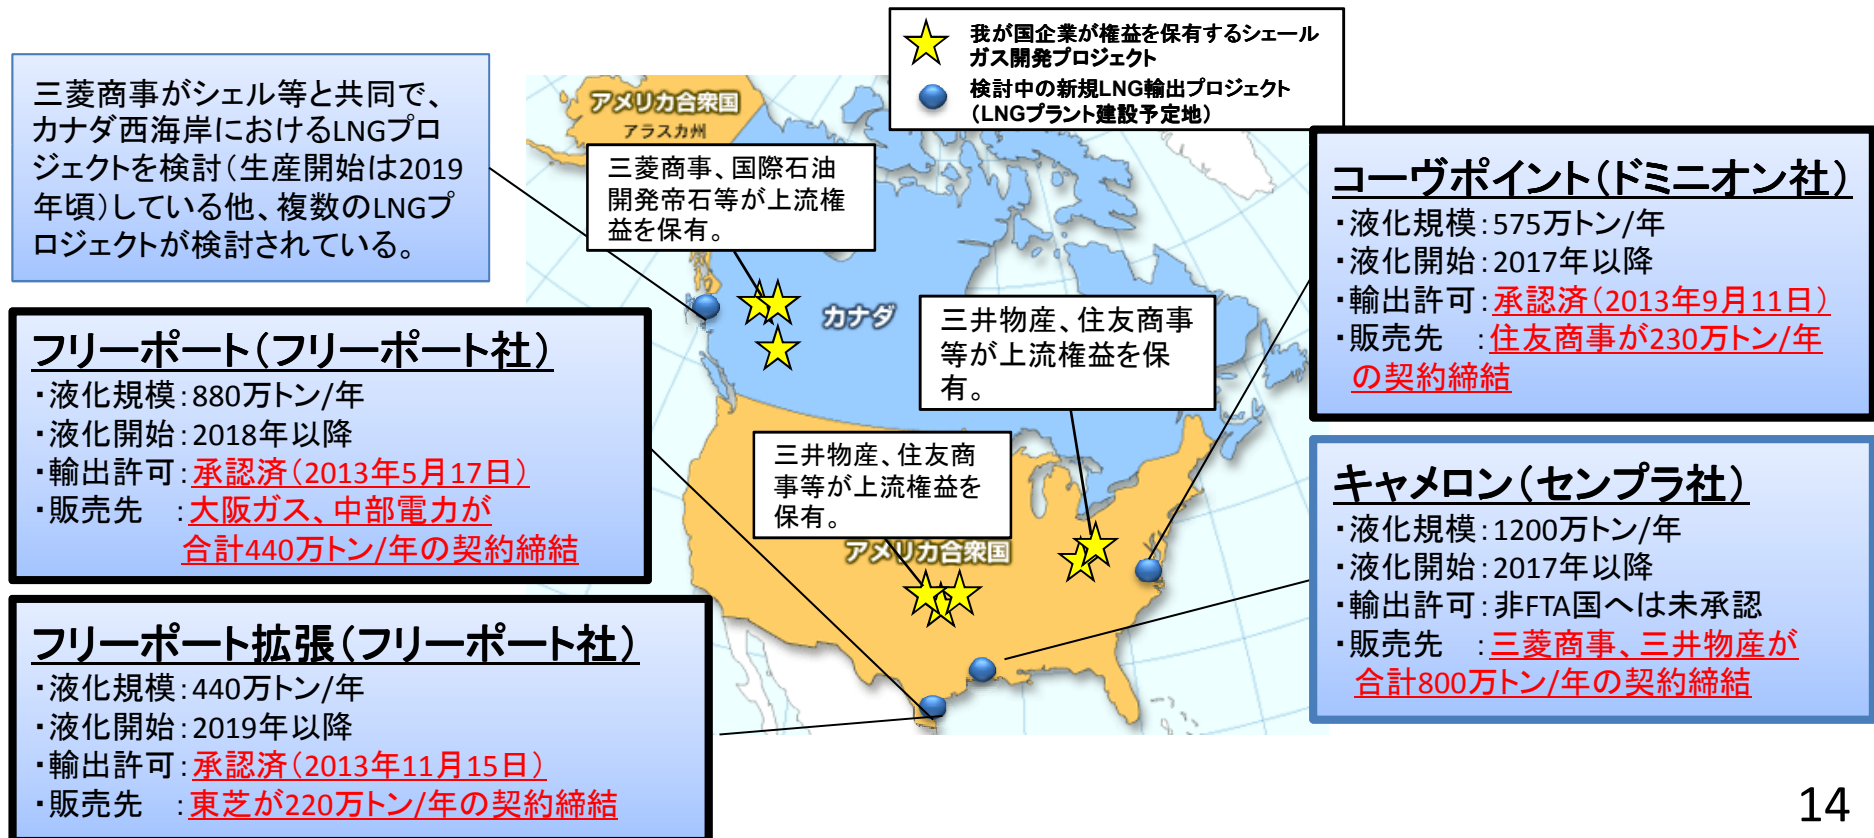 我が国企業が権益を保有するシェール
ガス開発プロジェクト
検討中の新規LNG輸出プロジェクト
（LNGプラント建設予定地）
三菱商事がシェル等と共同で、
カナダ西海岸におけるLNGプロ
ジェクトを検討（生産開始は2019
年頃）している他、複数のLNGプ
ロジェクトが検討されている。
アメリカ合衆国
アラスカ州
三菱商事、国際石油
開発帝石等が上流権
益を保有。
カナダ
三井物産、住友商事
等が上流権益を保
有。
三井物産、住友商
事等が上流権益を
保有。
アメリカ合衆国
フリーポート（フリーポート社）
・液化規模：880万トン/年
・液化開始：2018年以降
・輸出許可：承認済（2013年5月17日）
・販売先　：大阪ガス、中部電力が
合計440万トン/年の契約締結
フリーポート拡張（フリーポート社）
・液化規模：440万トン/年
・液化開始：2019年以降
・輸出許可：承認済（2013年11月15日）
・販売先　：東芝が220万トン/年の契約締結
コーヴポイント（ドミニオン社）
・液化規模：575万トン/年
・液化開始：2017年以降
・輸出許可：承認済（2013年9月11日）
・販売先　：住友商事が230万トン/年
の契約締結
キャメロン（センプラ社）
・液化規模：1200万トン/年
・液化開始：2017年以降
・輸出許可：非FTA国へは未承認
・販売先　：三菱商事、三井物産が
合計800万トン/年の契約締結
14